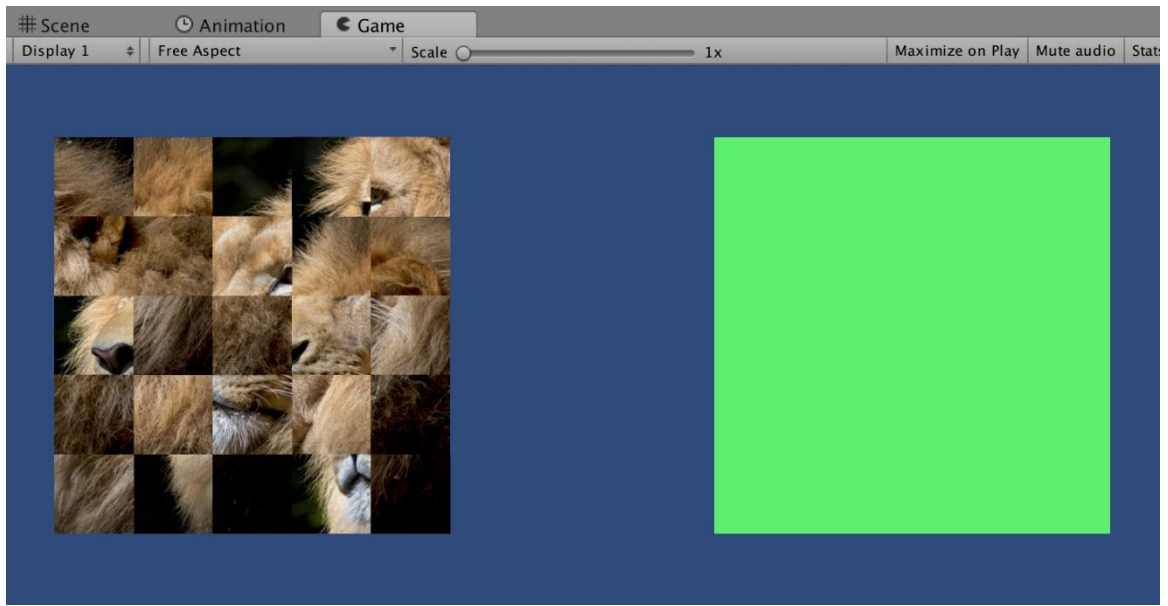 Scene Animation Game
Display 1 Free Aspect Scale 1x Maximize on Play Mute audio Stats